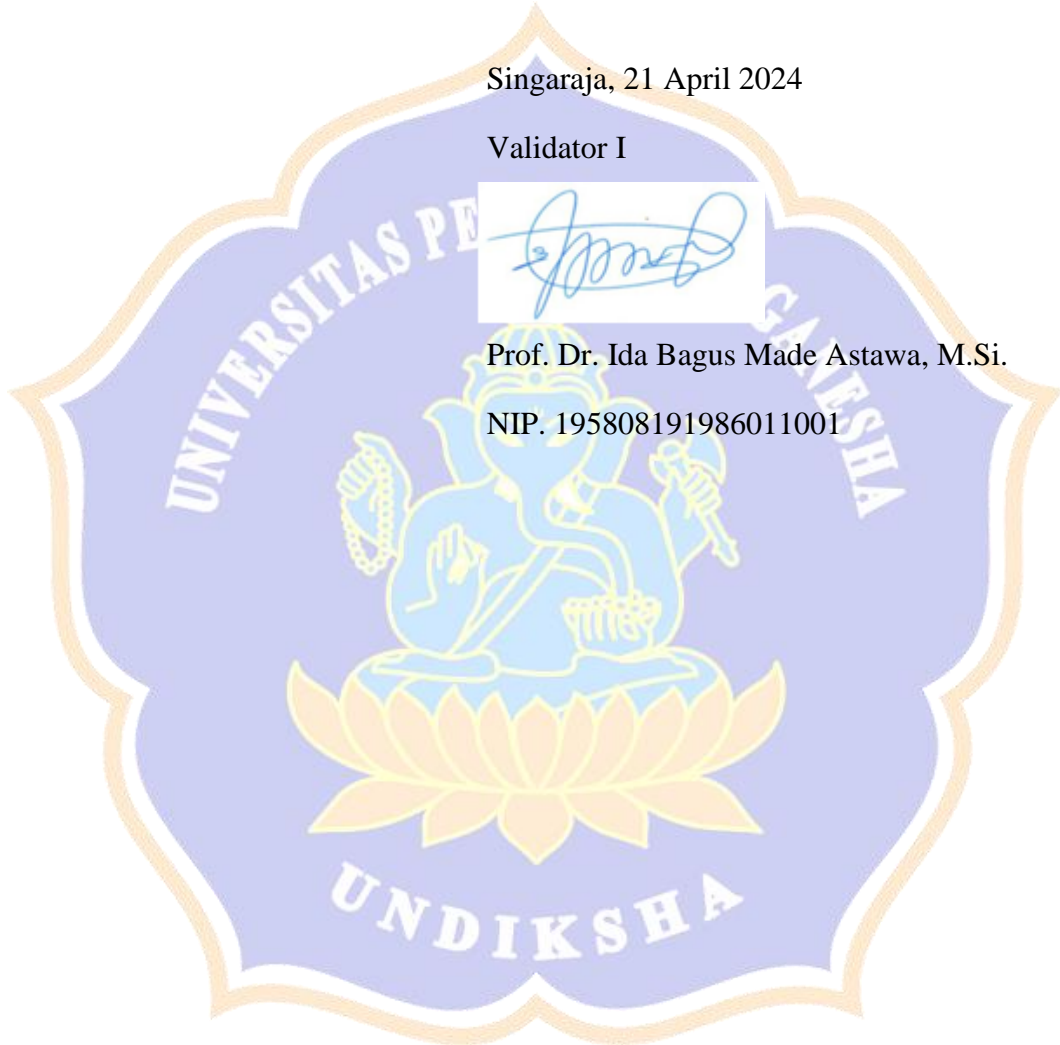 Singaraja, 21 April 2024
Validator I
UNIVERSITAS PE GANESHA
Prof. Dr. Ida Bagus Made Astawa, M.Si.
NIP. 195808191986011001
UNDIKSHA